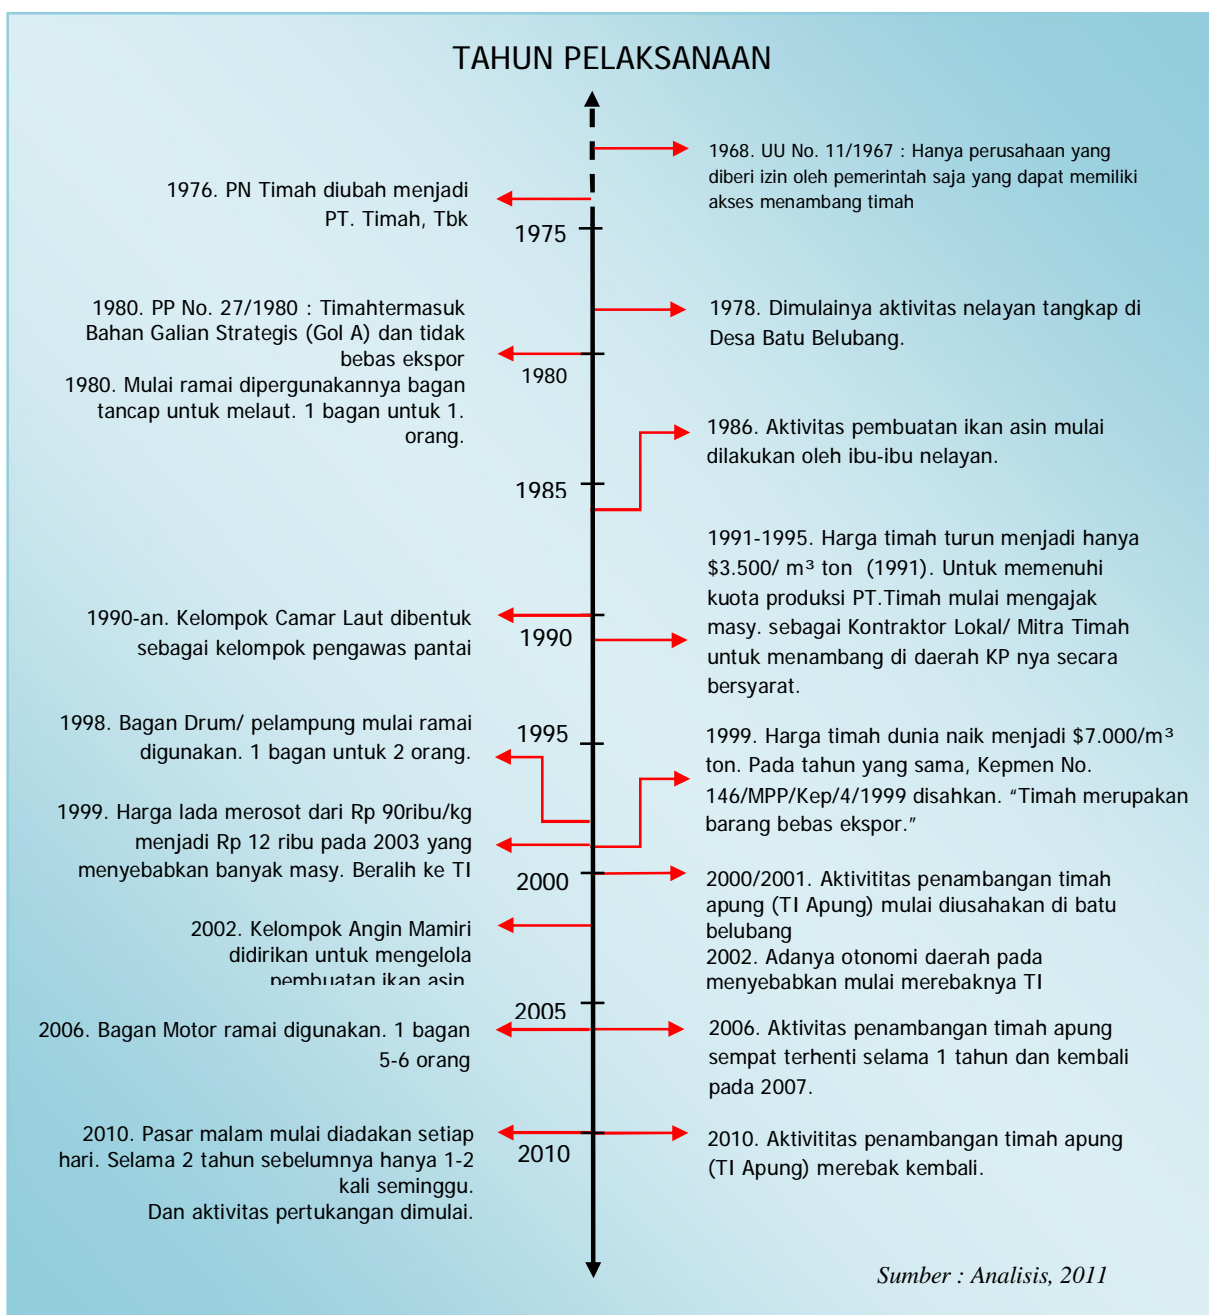 TAHUN PELAKSANAAN
1968. UU No. 11/1967 : Hanya perusahaan yang
diberi izin oleh pemerintah saja yang dapat memiliki
akses menambang timah
1976. PN Timah diubah menjadi
PT. Timah, Tbk
1975
1980. PP No. 27/1980 : Timahtermasuk
Bahan Galian Strategis (Gol A) dan tidak
bebas ekspor
1980. Mulai ramai dipergunakannya bagan
tancap untuk melaut. 1 bagan untuk 1.
orang.
1978. Dimulainya aktivitas nelayan tangkap di
Desa Batu Belubang.
1980
1986. Aktivitas pembuatan ikan asin mulai
dilakukan oleh ibu-ibu nelayan.
1985
1991-1995. Harga timah turun menjadi hanya
$3.500/ m³ ton (1991). Untuk memenuhi
kuota produksi PT.Timah mulai mengajak
masy. sebagai Kontraktor Lokal/ Mitra Timah
untuk menambang di daerah KP nya secara
bersyarat.
1990-an. Kelompok Camar Laut dibentuk
sebagai kelompok pengawas pantai
1990
1998. Bagan Drum/ pelampung mulai ramai
digunakan. 1 bagan untuk 2 orang.
1995
1999. Harga timah dunia naik menjadi $7.000/m³
ton. Pada tahun yang sama, Kepmen No.
146/MPP/Kep/4/1999 disahkan. “Timah merupakan
barang bebas ekspor.”
1999. Harga lada merosot dari Rp 90ribu/kg
menjadi Rp 12 ribu pada 2003 yang
menyebabkan banyak masy. Beralih ke TI
2000
2000/2001. Aktivititas penambangan timah
apung (TI Apung) mulai diusahakan di batu
belubang
2002. Adanya otonomi daerah pada
menyebabkan mulai merebaknya TI
2002. Kelompok Angin Mamiri
didirikan untuk mengelola
pembuatan ikan asin.
2005
2006. Bagan Motor ramai digunakan. 1 bagan
5-6 orang
2006. Aktivitas penambangan timah apung
sempat terhenti selama 1 tahun dan kembali
pada 2007.
2010. Pasar malam mulai diadakan setiap
hari. Selama 2 tahun sebelumnya hanya 1-2
kali seminggu.
Dan aktivitas pertukangan dimulai.
2010
2010. Aktivititas penambangan timah apung
(TI Apung) merebak kembali.
Sumber : Analisis, 2011